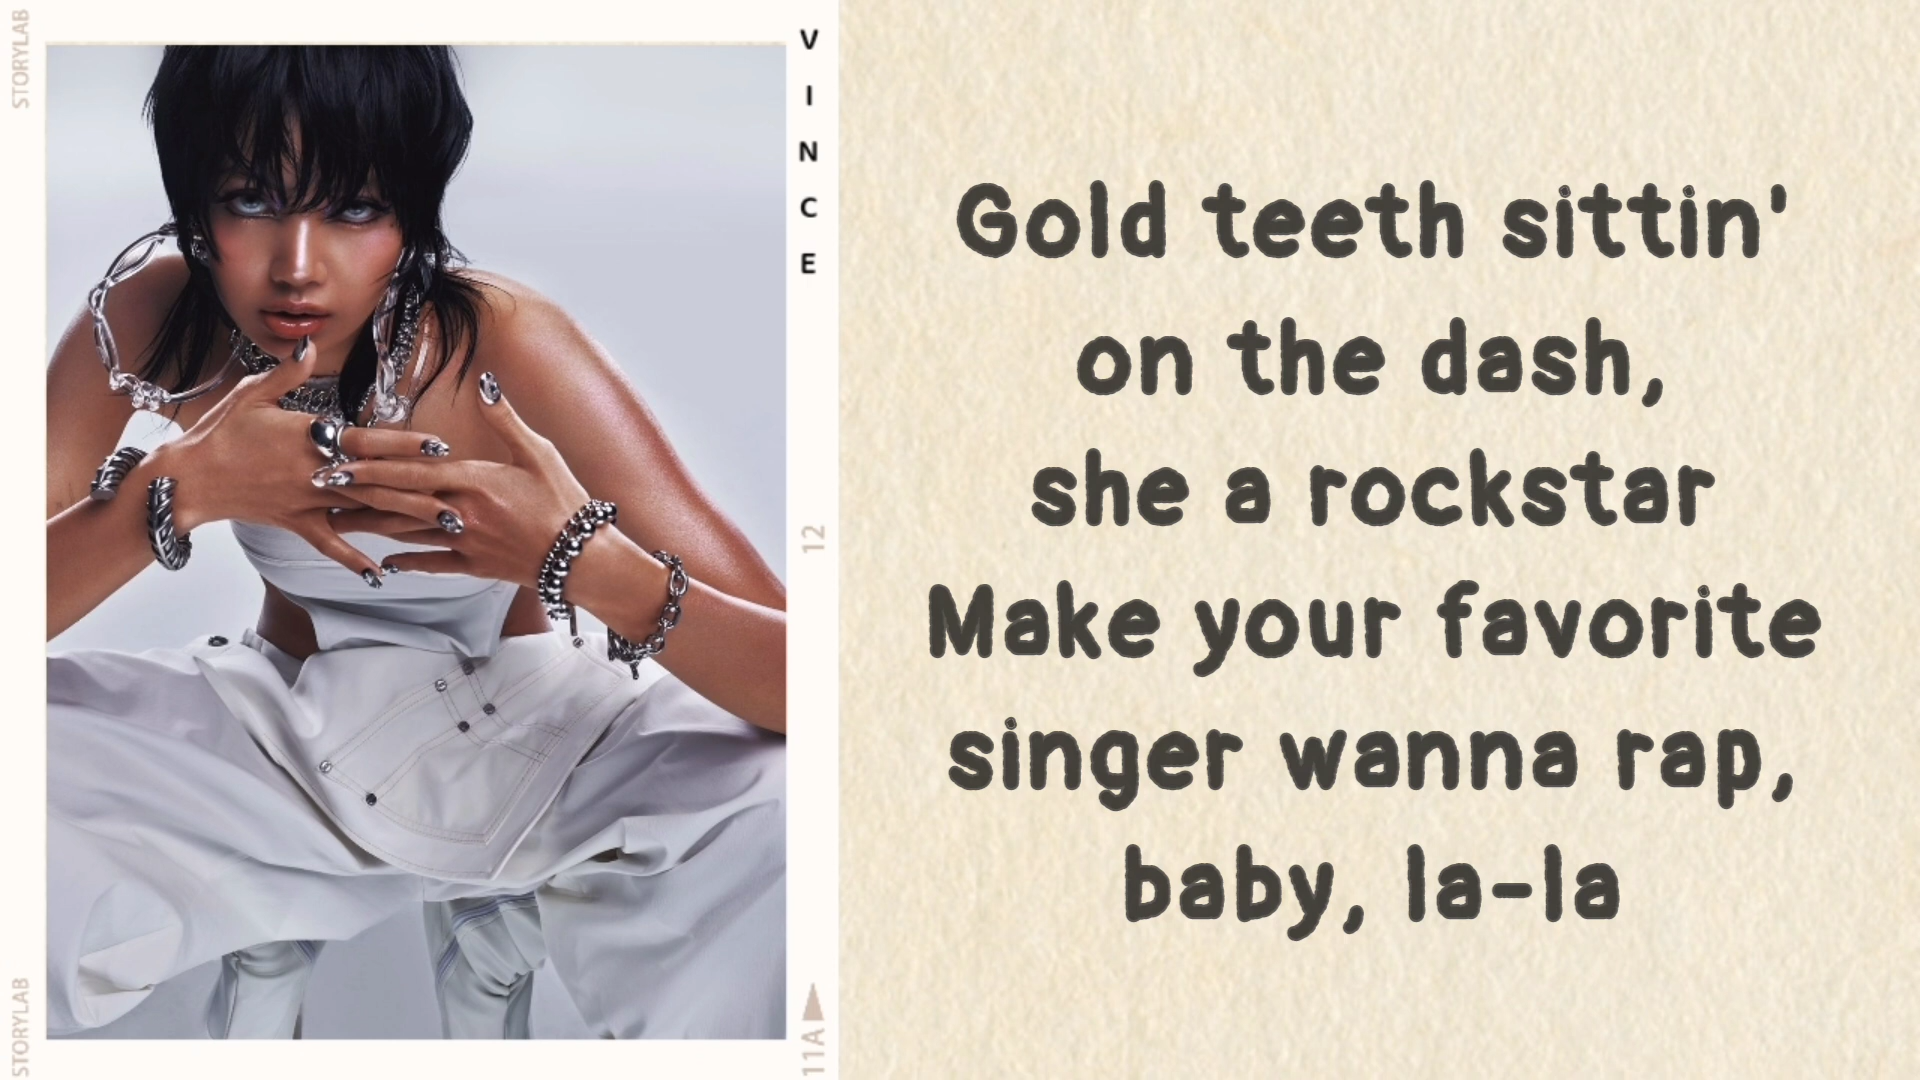 STORYLAB
VINCE
12
11A
STORYLAB
Gold teeth sittin'
on the dash,
she a rockstar
Make your favorite
singer wanna rap,
baby, la-la